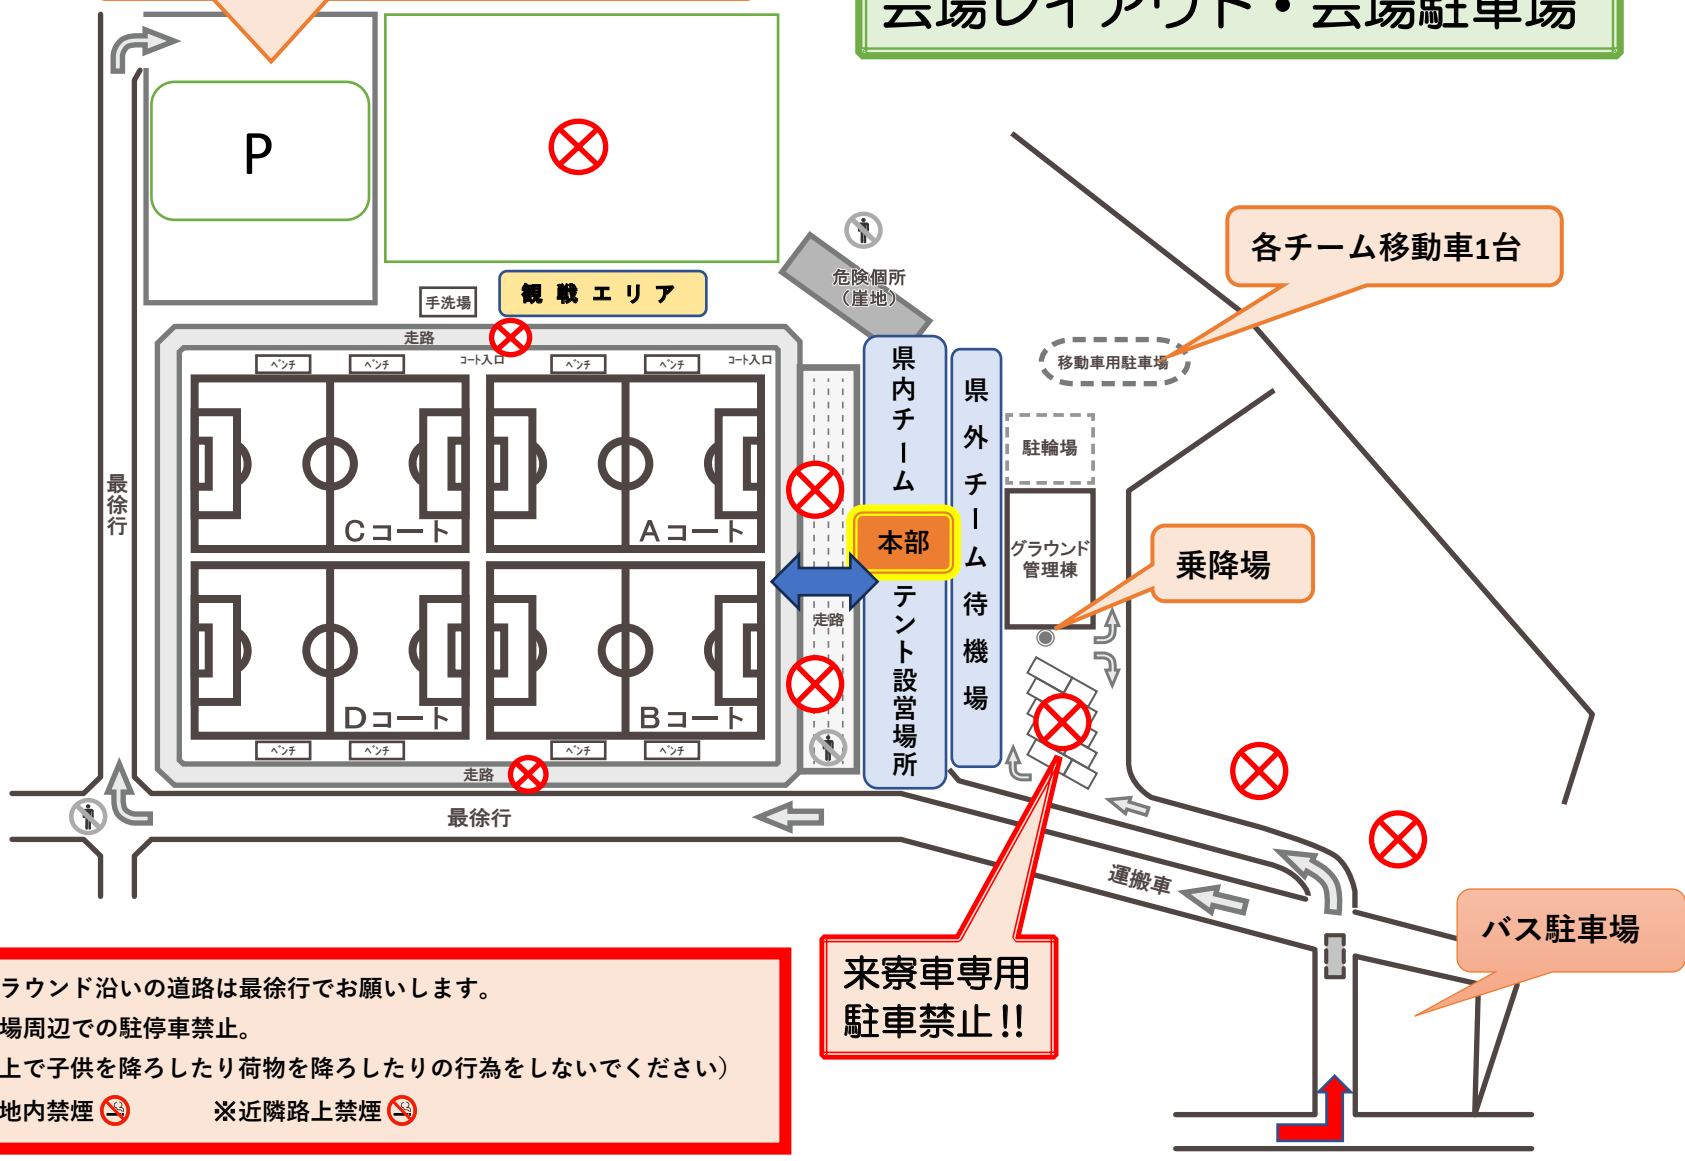 会場レイアウト・会場駐車場
P
各チーム移動車1台
危険個所
（崖地）
観戦エリア
手洗場
走路
移動車用駐車場
ベンチ
ベンチ
コート入口
ベンチ
ベンチ
コート入口
県内チーム
県外チーム待機場
駐輪場
最徐行
Cコート
Aコート
本部
グラウンド
管理棟
乗降場
テント設営場所
走路
Dコート
Bコート
ベンチ
ベンチ
ベンチ
ベンチ
走路
最徐行
運搬車
バス駐車場
来寮車専用
駐車禁止!!
ラウンド沿いの道路は最徐行でお願いします。
場周辺での駐停車禁止。
上で子供を降ろしたり荷物を降ろしたりの行為をしないでください）
地内禁煙 ※近隣路上禁煙